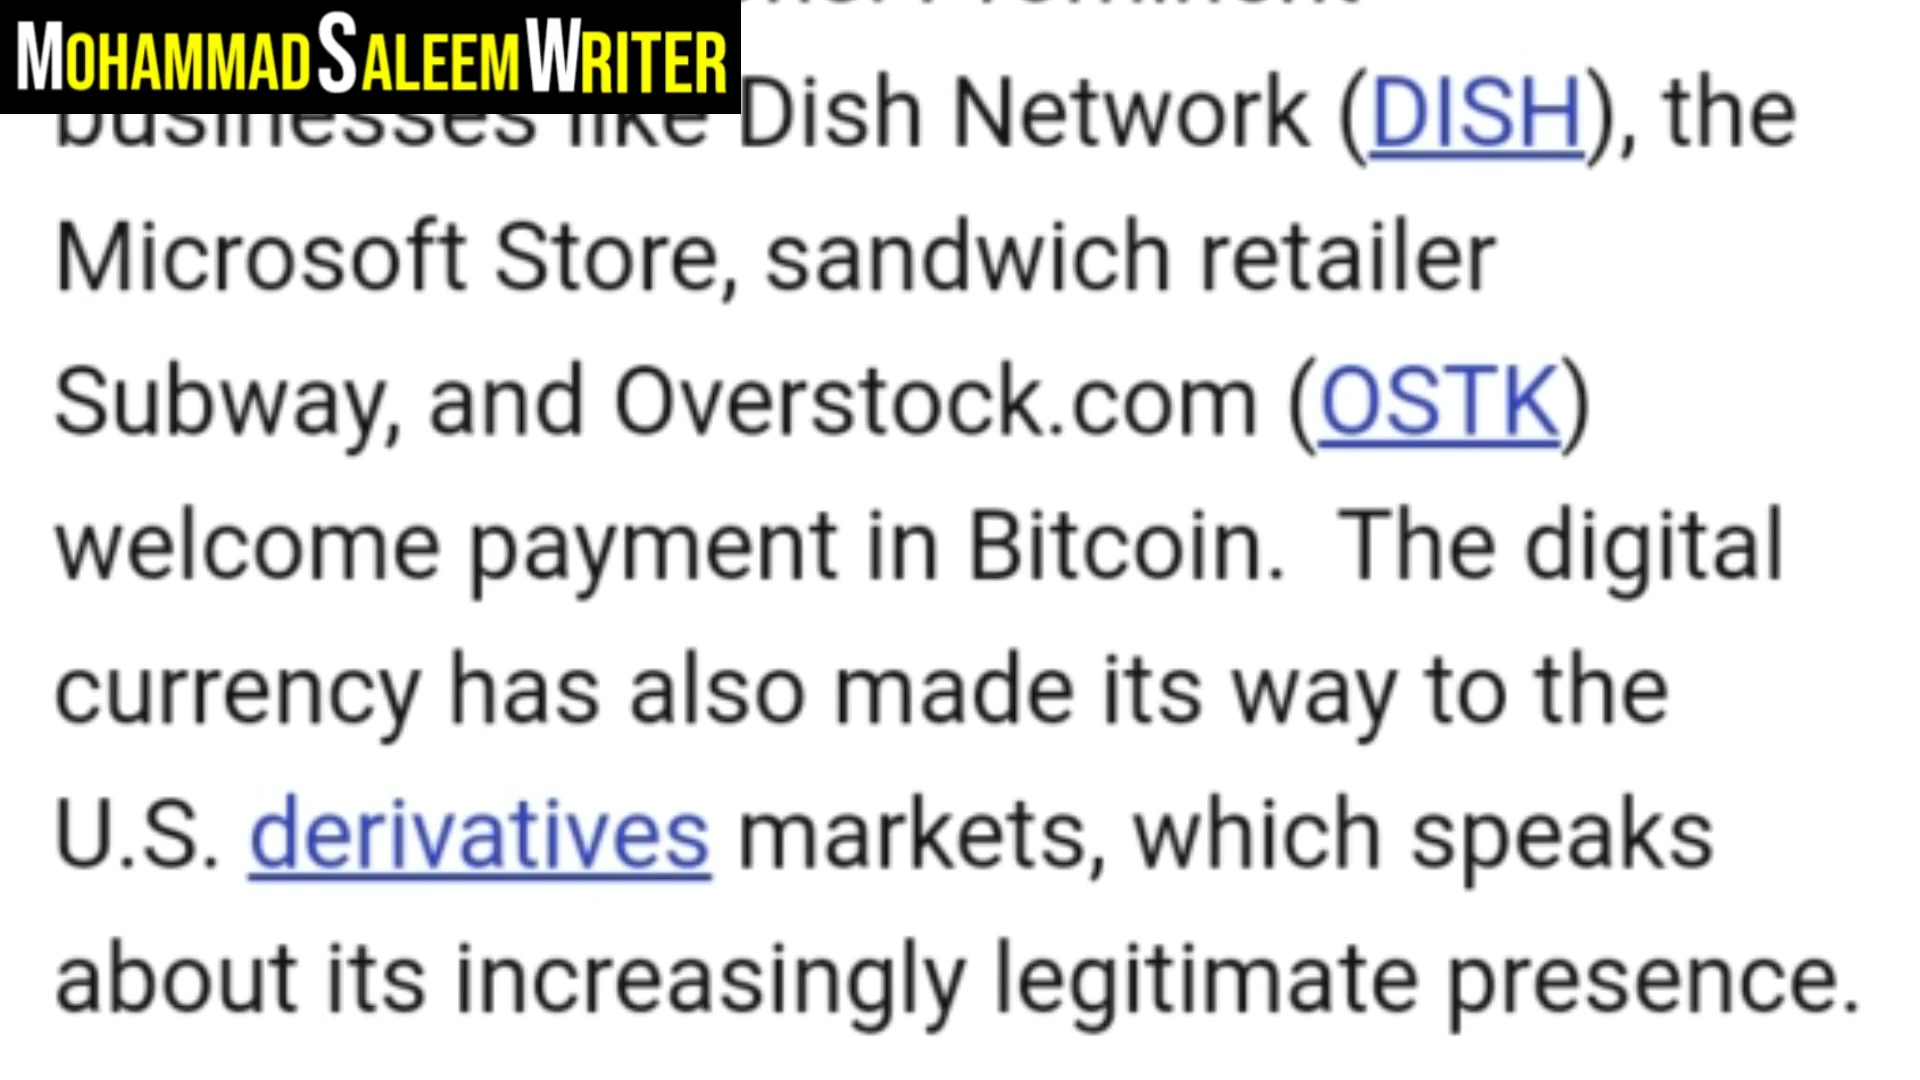 MOHAMMAD SALEEM WRITER
businesses like Dish Network (DISH), the
Microsoft Store, sandwich retailer
Subway, and Overstock.com (OSTK)
welcome payment in Bitcoin.  The digital
currency has also made its way to the
U.S. derivatives markets, which speaks
about its increasingly legitimate presence.